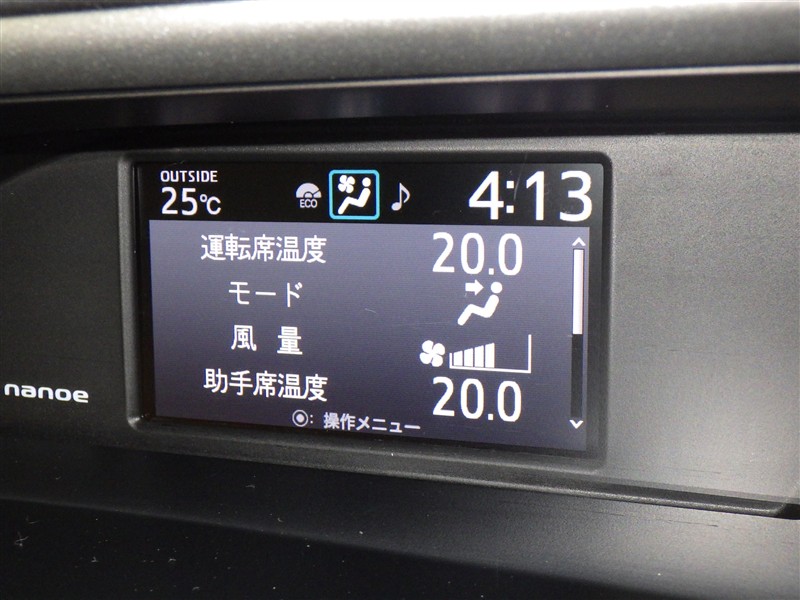 OUTSIDE
25℃
ECO
4:13
運転席温度 20.0
モード
風 量
助手席温度 20.0
nanoe
◉: 操作メニュー